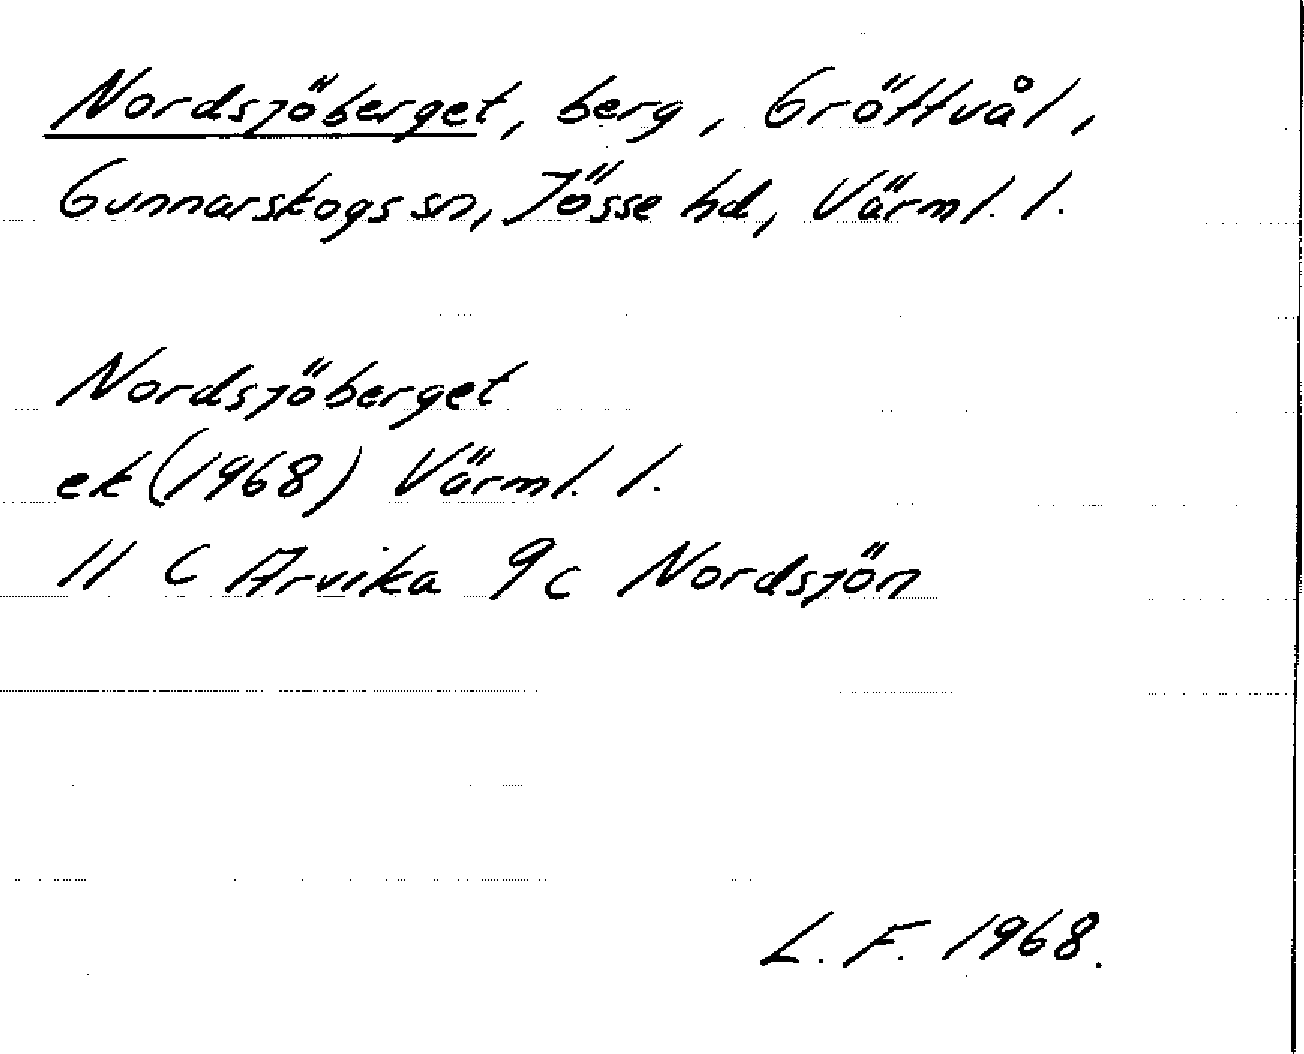 Nordsjöberget, berg, Gröttvål,
Gunnarskogs sn, Jösse hd, Värml. l.
Nordsjöberget
ek (1968) Värml. l.
11 C Arvika 9c Nordsjön
L. F. 1968.